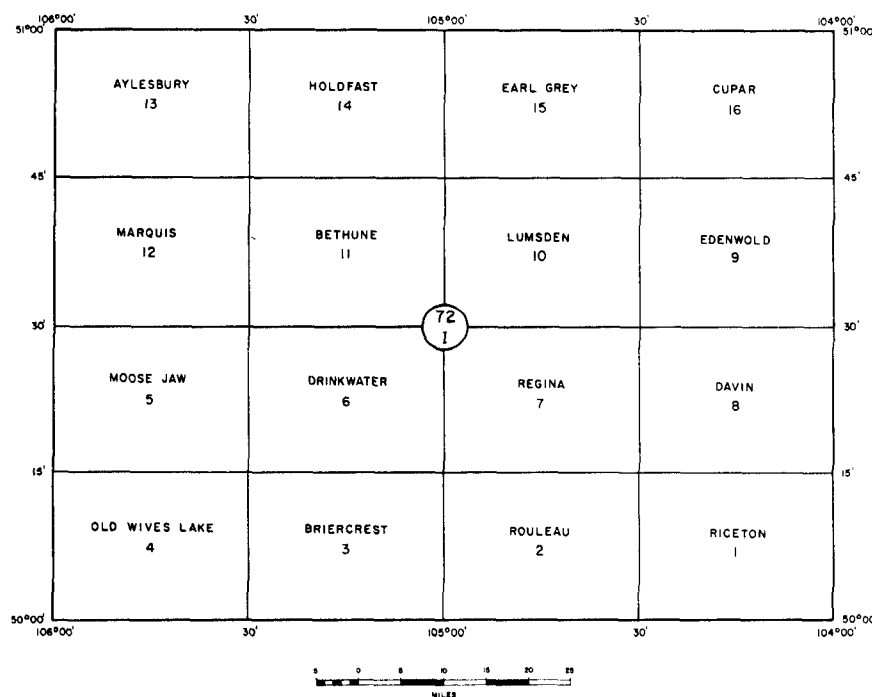 106°00' 30' 105°00' 30' 104°00'
51°00' 51°00'
AYLESBURY HOLDFAST EARL GREY CUPAR
13 14 15 16
45' 45'
MARQUIS BETHUNE LUMSDEN EDENWOLD
12 11 10 9
72
I
30' 30'
MOOSE JAW DRINKWATER REGINA DAVIN
5 6 7 8
15' 15'
OLD WIVES LAKE BRIERCREST ROULEAU RICETON
4 3 2 1
50°00' 50°00'
106°00' 30' 105°00' 30' 104°00'
5 0 5 10 15 20 25
MILES